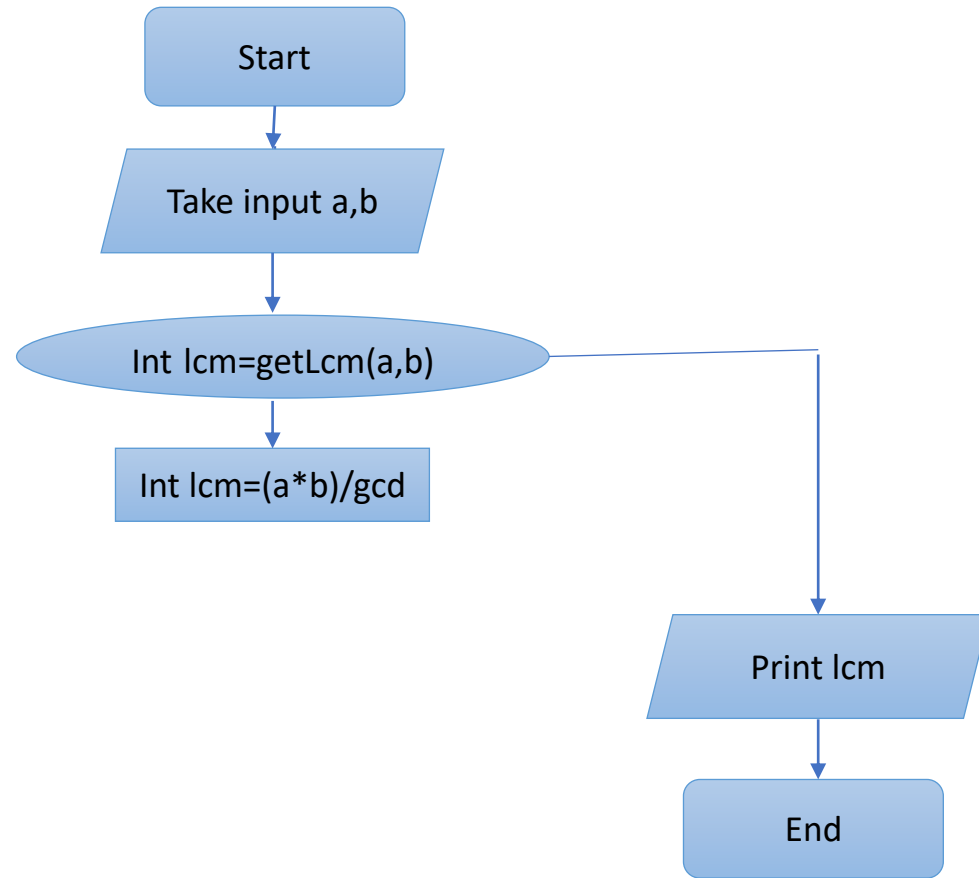 Start
Take input a,b
Int lcm=getLcm(a,b)
Int lcm=(a*b)/gcd
Print lcm
End